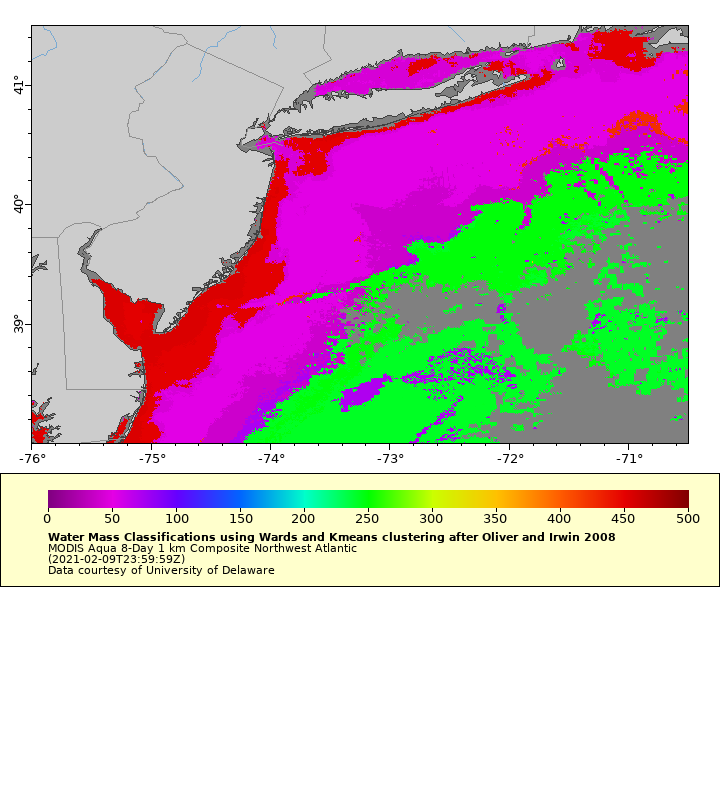 41°
40°
39°
-76° -75° -74° -73° -72° -71°
0 50 100 150 200 250 300 350 400 450 500
Water Mass Classifications using Wards and Kmeans clustering after Oliver and Irwin 2008
MODIS Aqua 8-Day 1 km Composite Northwest Atlantic
(2021-02-09T23:59:59Z)
Data courtesy of University of Delaware